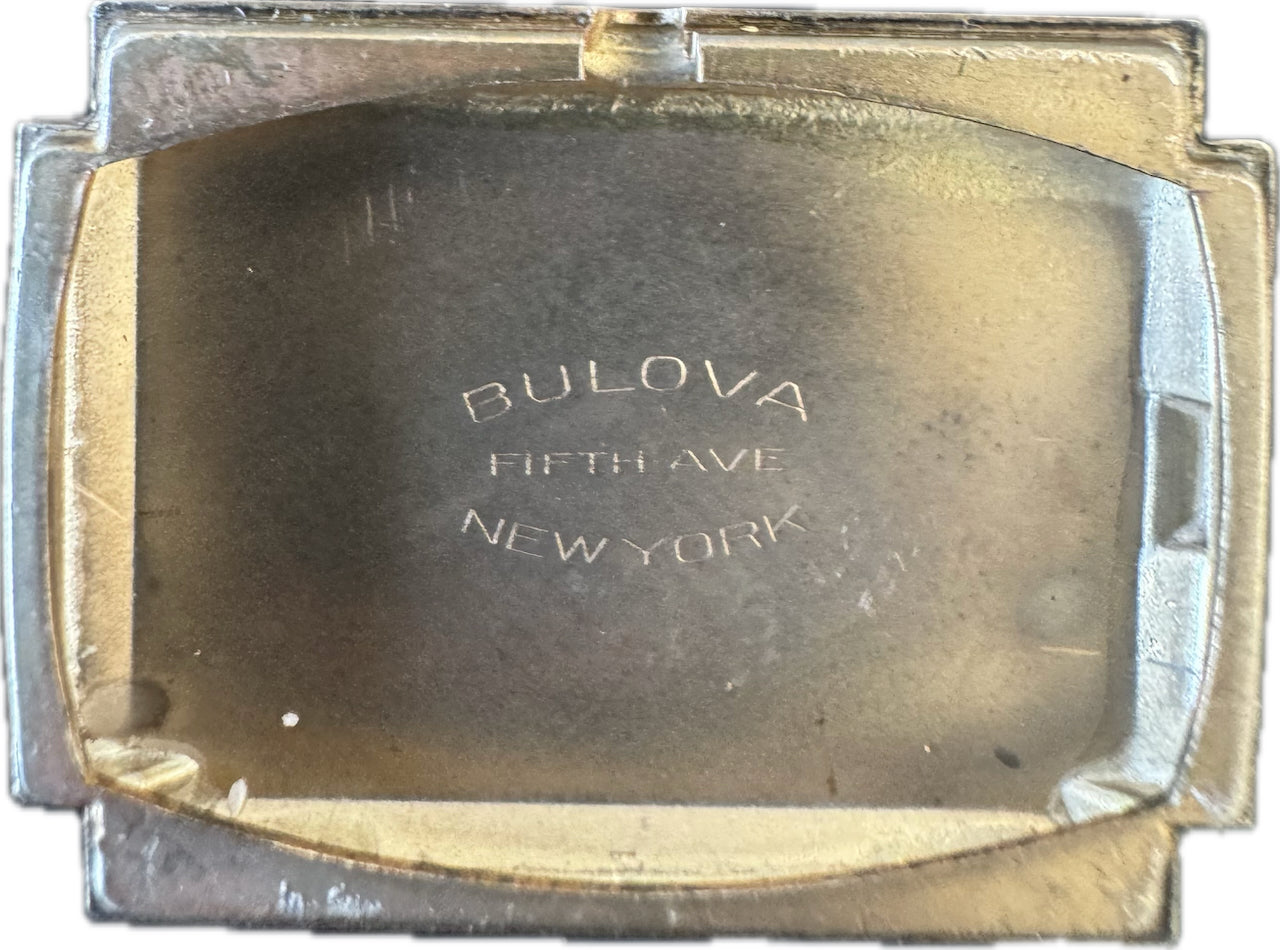 BULOVA
FIFTH AVE
NEW YORK